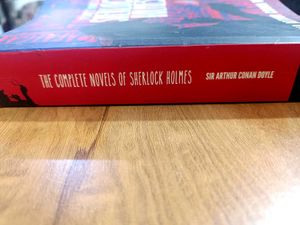 THE COMPLETE NOVELS OF SHERLOCK HOLMES SIR ARTHUR CONAN DOYLE